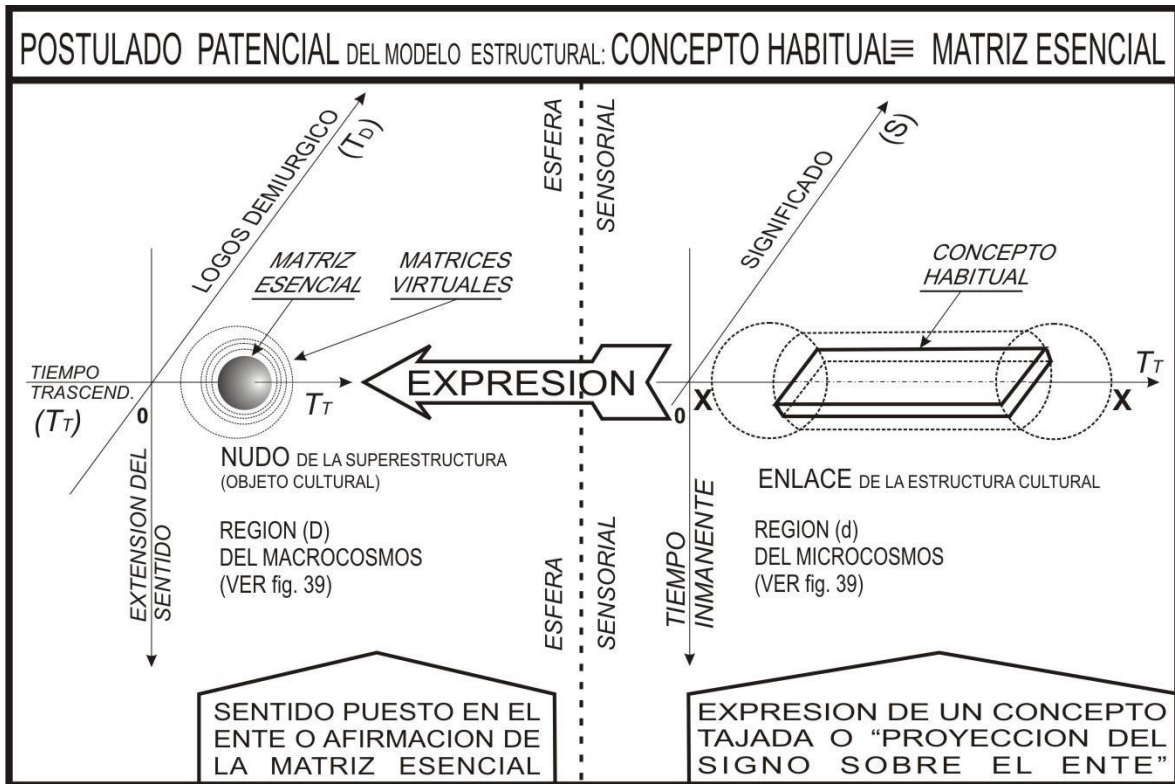 POSTULADO PATENCIAL DEL MODELO ESTRUCTURAL: CONCEPTO HABITUAL≡ MATRIZ ESENCIAL
LOGOS DEMIURGICO
(TD)
MATRIZ
ESENCIAL
MATRICES
VIRTUALES
TIEMPO
TRASCEND.
(TT)
0
TT
EXTENSION DEL
SENTIDO
NUDO DE LA SUPERESTRUCTURA
(OBJETO CULTURAL)
REGION (D)
DEL MACROCOSMOS
(VER fig. 39)
ESFERA
SENSORIAL
EXPRESION
ESFERA
SENSORIAL
SIGNIFICADO
(S)
CONCEPTO
HABITUAL
TT
0
X
X
TIEMPO
INMANENTE
ENLACE DE LA ESTRUCTURA CULTURAL
REGION (d)
DEL MICROCOSMOS
(VER fig. 39)
SENTIDO PUESTO EN EL
ENTE O AFIRMACION DE
LA MATRIZ ESENCIAL
EXPRESION DE UN CONCEPTO
TAJADA O “PROYECCION DEL
SIGNO SOBRE EL ENTE”